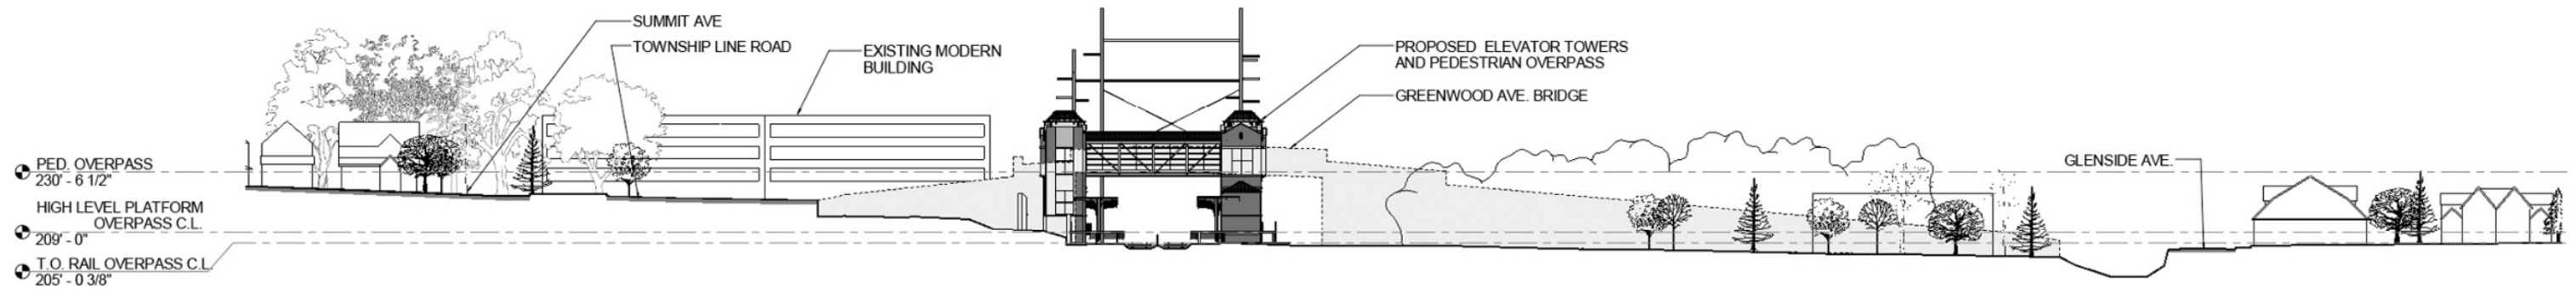 SUMMIT AVE
TOWNSHIP LINE ROAD
EXISTING MODERN
BUILDING
PROPOSED ELEVATOR TOWERS
AND PEDESTRIAN OVERPASS
GREENWOOD AVE. BRIDGE
GLENSIDE AVE.
PED. OVERPASS
230' - 6 1/2"
HIGH LEVEL PLATFORM
OVERPASS C.L.
209' - 0"
T.O. RAIL OVERPASS C.L.
205' - 0 3/8"